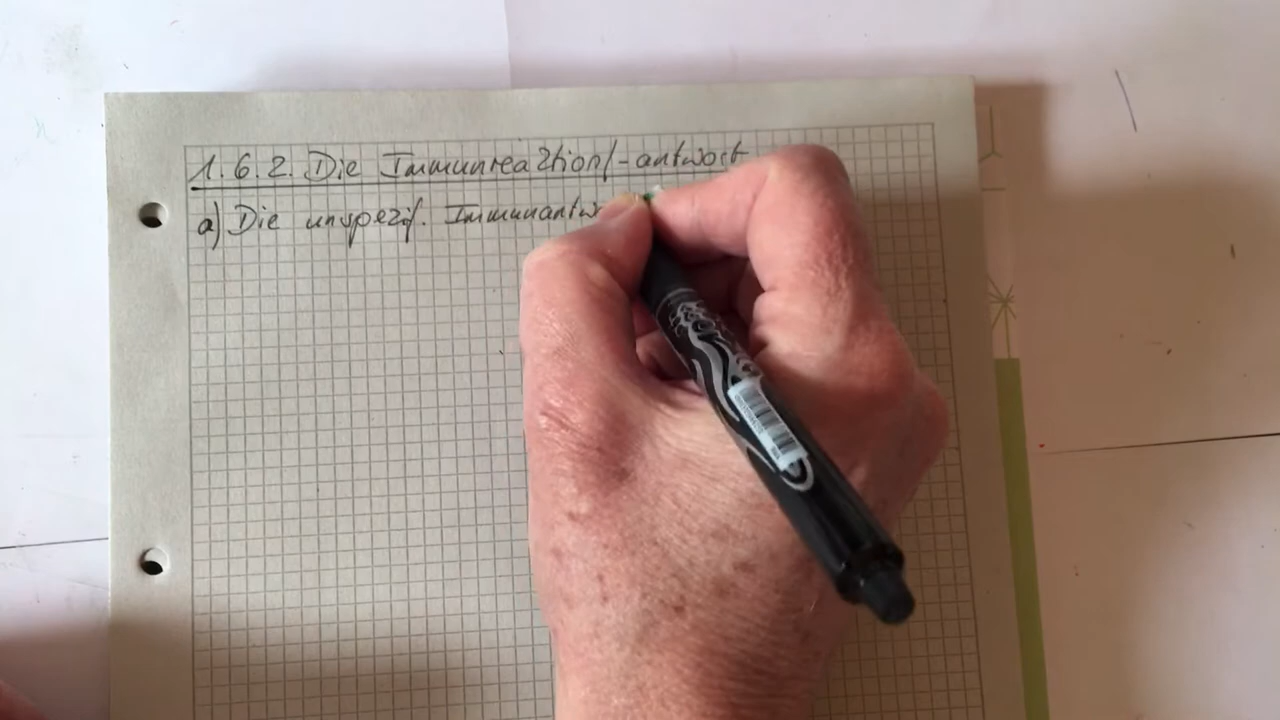 1.6.2. Die Immunreaktion/-antwort
a) Die unspezif. Immunantw